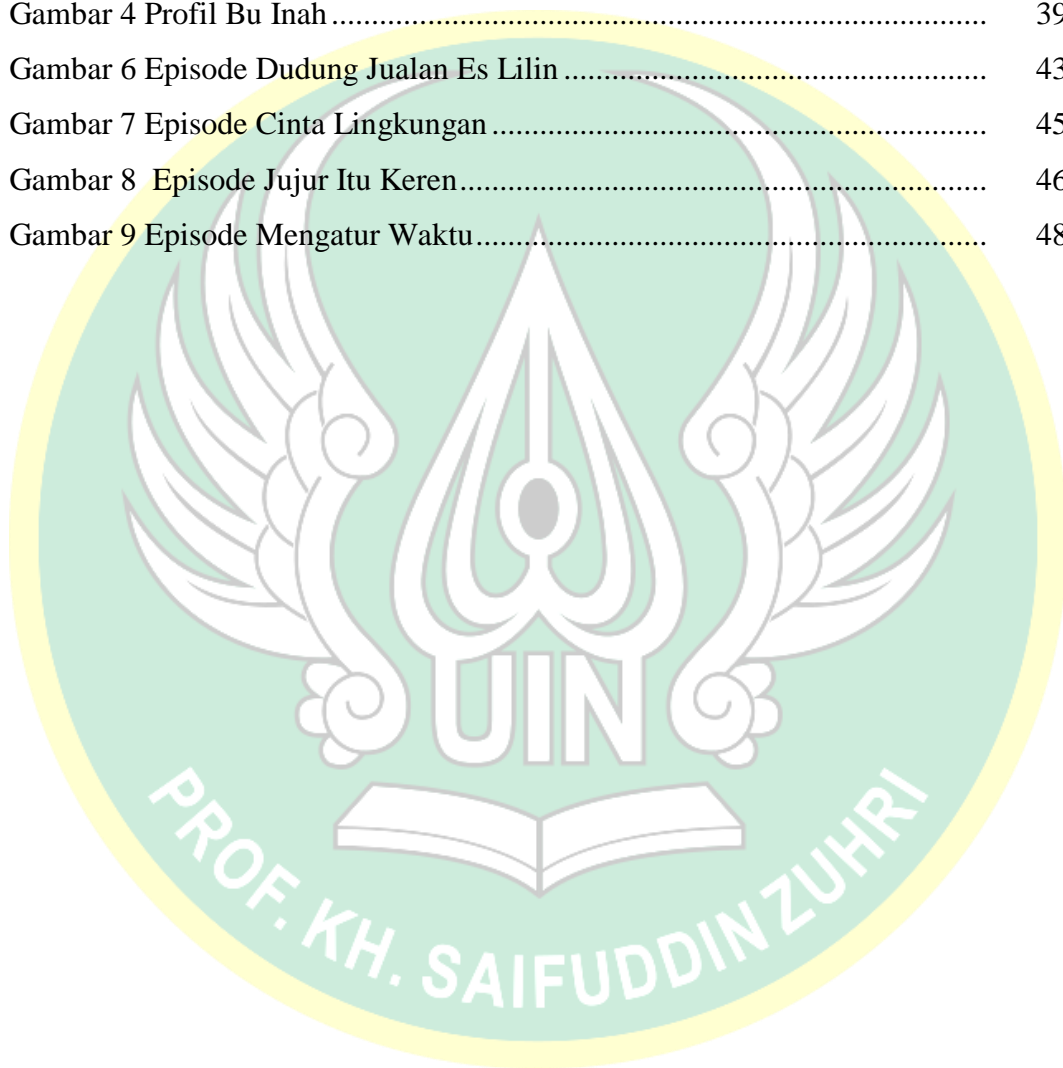 Gambar 4 Profil Bu Inah ................................................................................ 39
Gambar 6 Episode Dudung Jualan Es Lilin ................................................... 43
Gambar 7 Episode Cinta Lingkungan ............................................................ 45
Gambar 8  Episode Jujur Itu Keren ................................................................ 46
Gambar 9 Episode Mengatur Waktu .............................................................. 48
UIN
PROF. KH. SAIFUDDIN ZUHRI